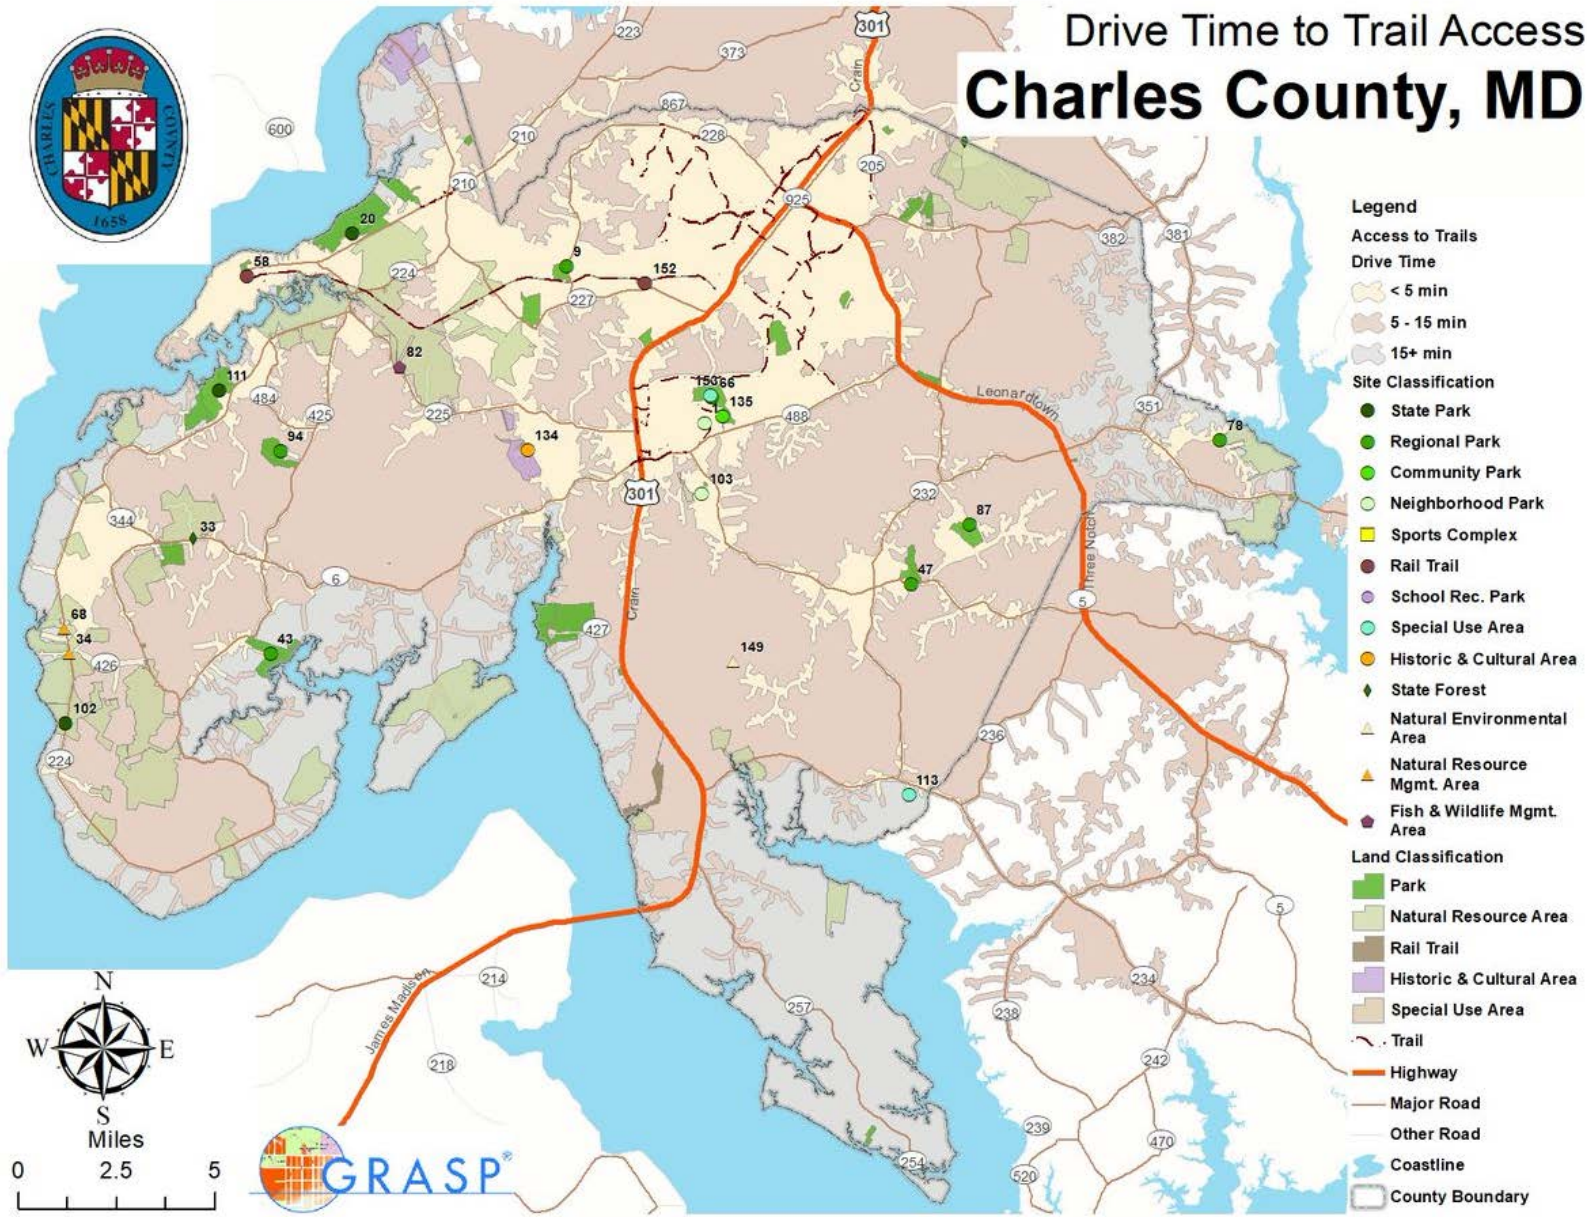 Drive Time to Trail Access
Charles County, MD
CHARLES COUNTY
1658
301
223
373
Crain
867
600
210
228
205
210
925
20
382
381
58
224
9
152
227
82
111
484
425
225
153 66
135
488
Leonardtown
351
78
94
134
301
103
232
87
344
33
6
47
Three Notch
5
68
34
43
426
427
Crain
149
102
224
236
113
5
234
214
James Madison
257
238
218
242
239
470
254
520
Legend
Access to Trails
Drive Time
< 5 min
5 - 15 min
15+ min
Site Classification
State Park
Regional Park
Community Park
Neighborhood Park
Sports Complex
Rail Trail
School Rec. Park
Special Use Area
Historic & Cultural Area
State Forest
Natural Environmental
Area
Natural Resource
Mgmt. Area
Fish & Wildlife Mgmt.
Area
Land Classification
Park
Natural Resource Area
Rail Trail
Historic & Cultural Area
Special Use Area
Trail
Highway
Major Road
Other Road
Coastline
County Boundary
N
W E
S
Miles
0 2.5 5
GRASP®